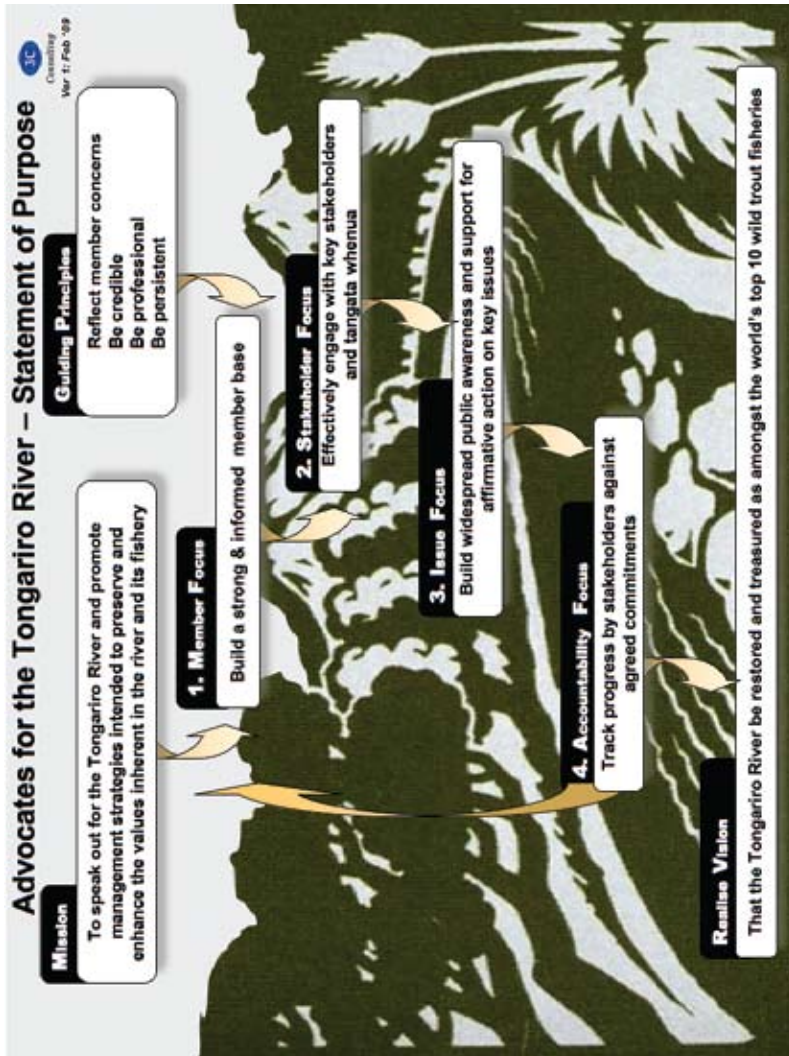 Advocates for the Tongariro River – Statement of Purpose
3C
Consulting
Ver 1: Feb '09
Mission
To speak out for the Tongariro River and promote
management strategies intended to preserve and
enhance the values inherent in the river and its fishery
Guiding Principles
Reflect member concerns
Be credible
Be professional
Be persistent
1. Member Focus
Build a strong & informed member base
2. Stakeholder Focus
Effectively engage with key stakeholders
and tangata whenua
3. Issue Focus
Build widespread public awareness and support for
affirmative action on key issues
4. Accountability Focus
Track progress by stakeholders against
agreed commitments
Realise Vision
That the Tongariro River be restored and treasured as amongst the world's top 10 wild trout fisheries